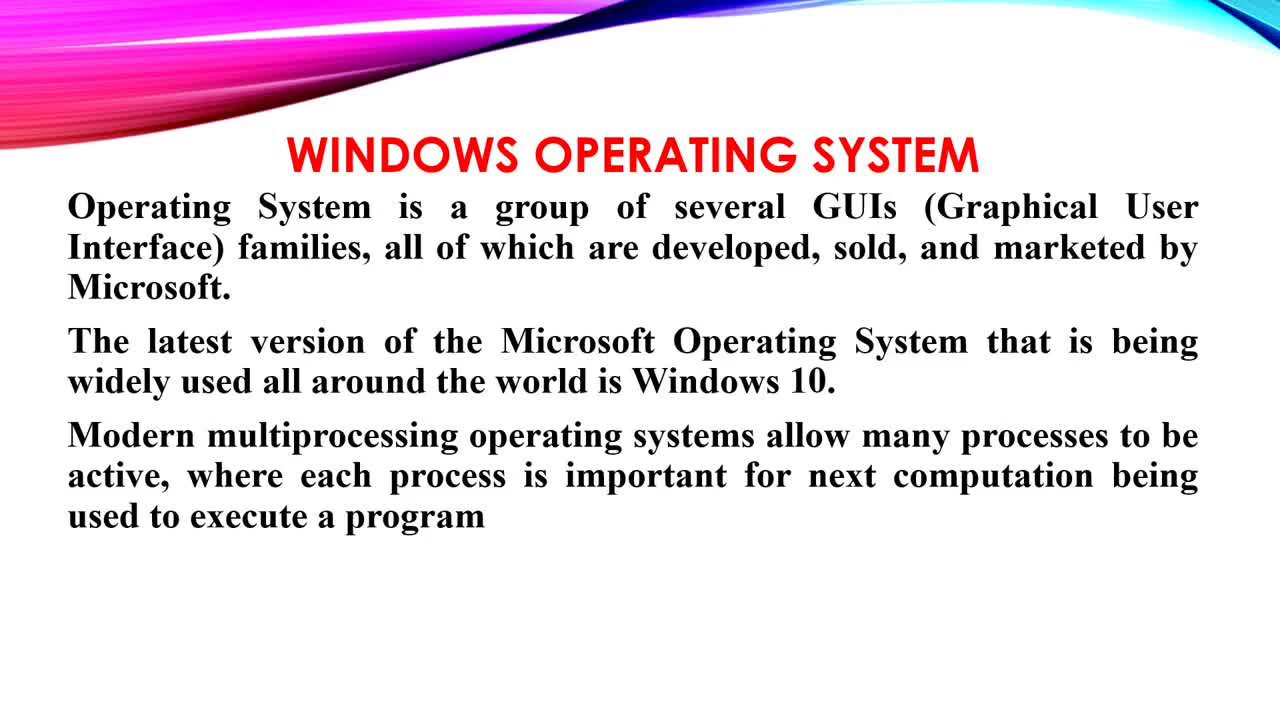 WINDOWS OPERATING SYSTEM
Operating System is a group of several GUIs (Graphical User
Interface) families, all of which are developed, sold, and marketed by
Microsoft.
The latest version of the Microsoft Operating System that is being
widely used all around the world is Windows 10.
Modern multiprocessing operating systems allow many processes to be
active, where each process is important for next computation being
used to execute a program